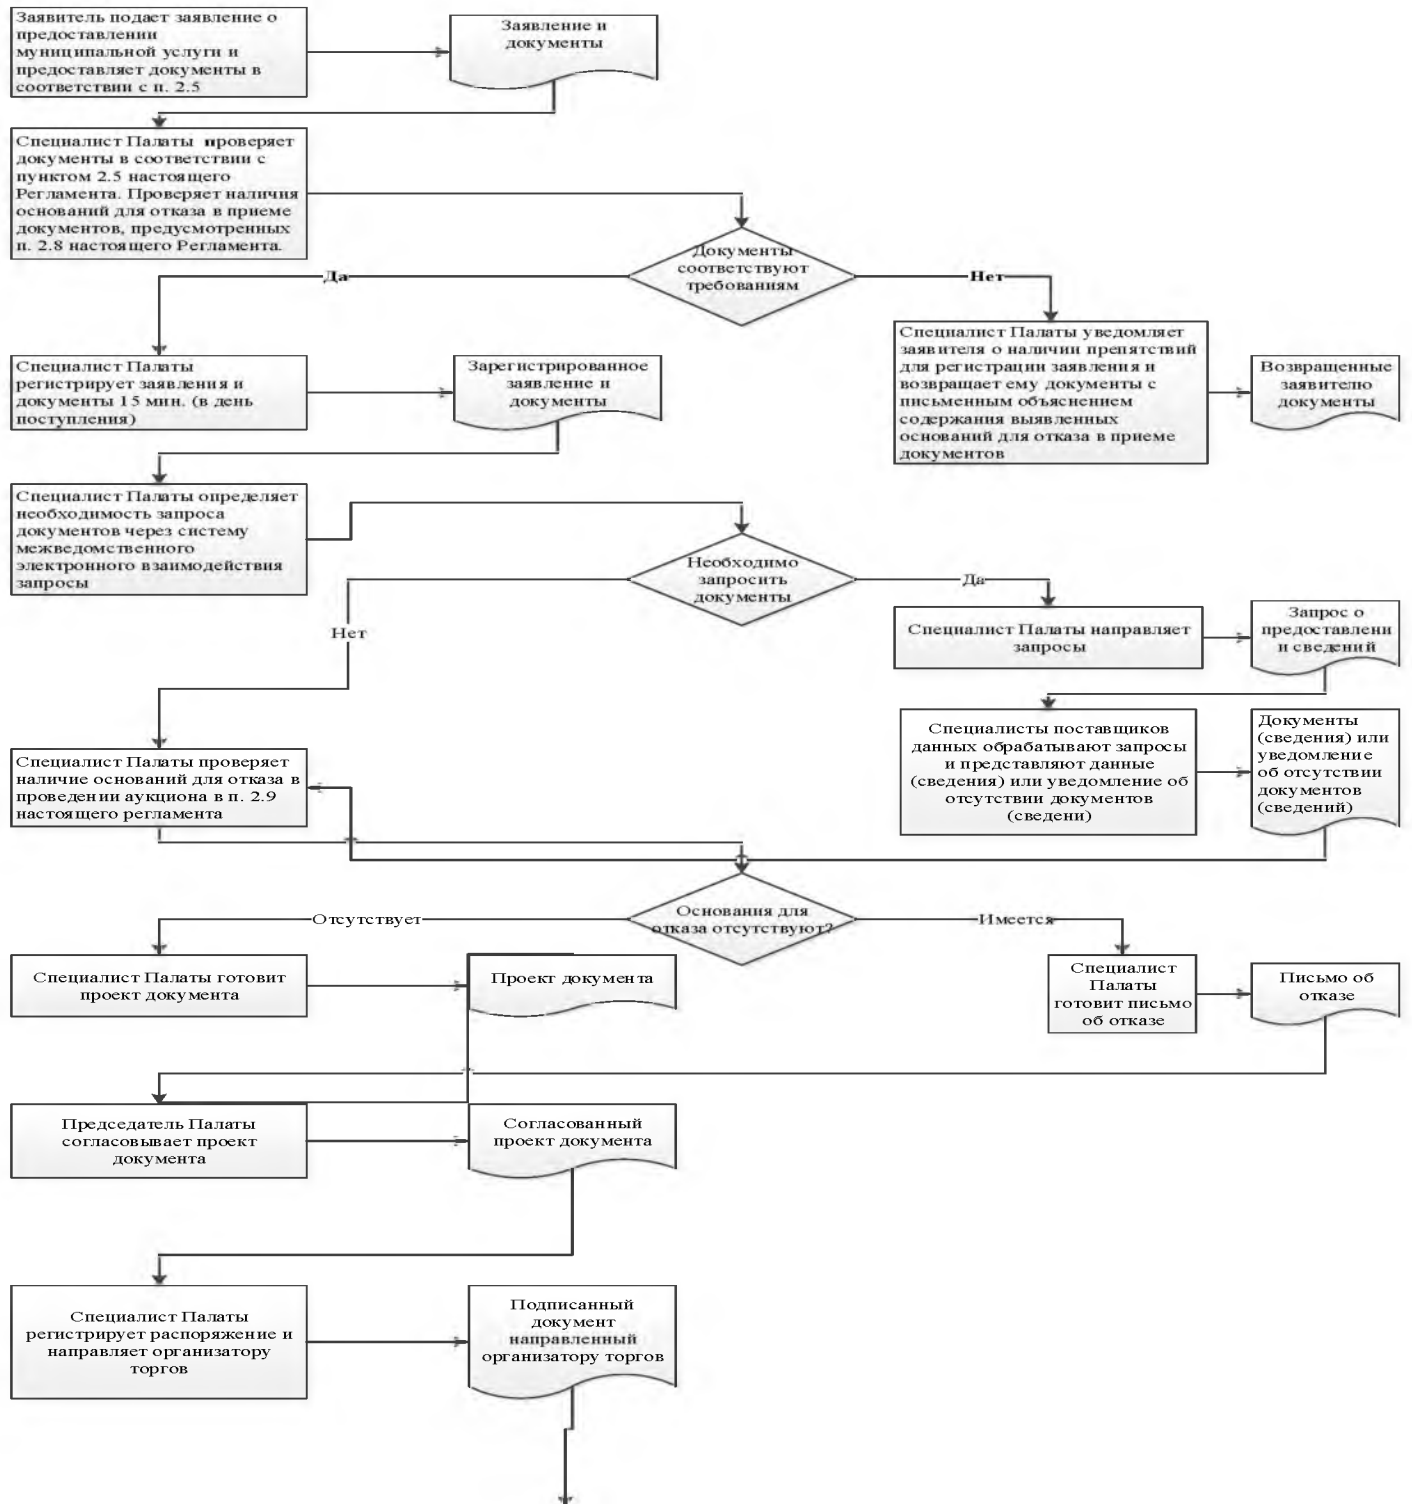 Заявитель подает заявление о
предоставлении
муниципальной услуги и
предоставляет документы в
соответствии с п. 2.5
Заявление и
документы
Специалист Палаты проверяет
документы в соответствии с
пунктом 2.5 настоящего
Регламента. Проверяет наличия
оснований для отказа в приеме
документов, предусмотренных
п. 2.8 настоящего Регламента.
Документы
соответствуют
требованиям
Да
Нет
Специалист Палаты
регистрирует заявления и
документы 15 мин. (в день
поступления)
Зарегистрированное
заявление и
документы
Специалист Палаты уведомляет
заявителя о наличии препятствий
для регистрации заявления и
возвращает ему документы с
письменным объяснением
содержания выявленных
оснований для отказа в приеме
документов
Возвращенные
заявителю
документы
Специалист Палаты определяет
необходимость запроса
документов через систему
межведомственного
электронного взаимодействия
запросы
Необходимо
запросить
документы
Да
Нет
Специалист Палаты направляет
запросы
Запрос о
предоставлени
и сведений
Специалисты поставщиков
данных обрабатывают запросы
и представляют данные
(сведения) или уведомление об
отсутствии документов
(сведени)
Документы
(сведения) или
уведомление
об отсутствии
документов
(сведений)
Специалист Палаты проверяет
наличие оснований для отказа в
проведении аукциона в п. 2.9
настоящего регламента
Основания для
отказа отсутствуют?
Отсутствует
Имеется
Специалист Палаты готовит
проект документа
Проект документа
Специалист
Палаты
готовит письмо
об отказе
Письмо об
отказе
Председатель Палаты
согласовывает проект
документа
Согласованный
проект документа
Специалист Палаты
регистрирует распоряжение и
направляет организатору
торгов
Подписанный
документ
направленный
организатору торгов